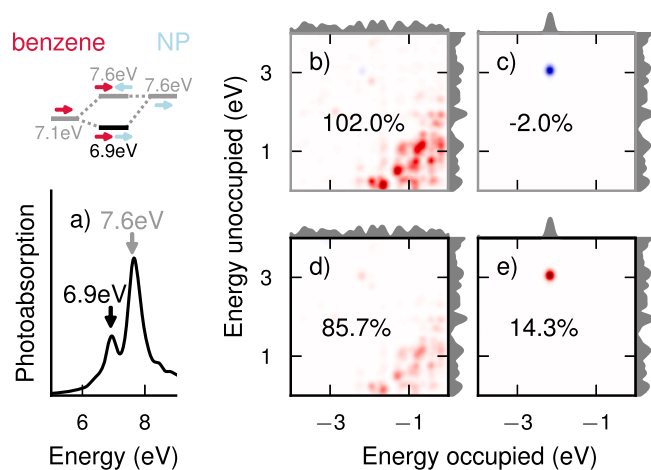 benzene NP
7.6eV 7.6eV
7.1eV
6.9eV
a) 7.6eV
6.9eV
Photoabsorption
6 8
Energy (eV)
b) c)
102.0% -2.0%
3
1
Energy unoccupied (eV)
d) e)
85.7% 14.3%
3
1
−3 −1 −3 −1
Energy occupied (eV)